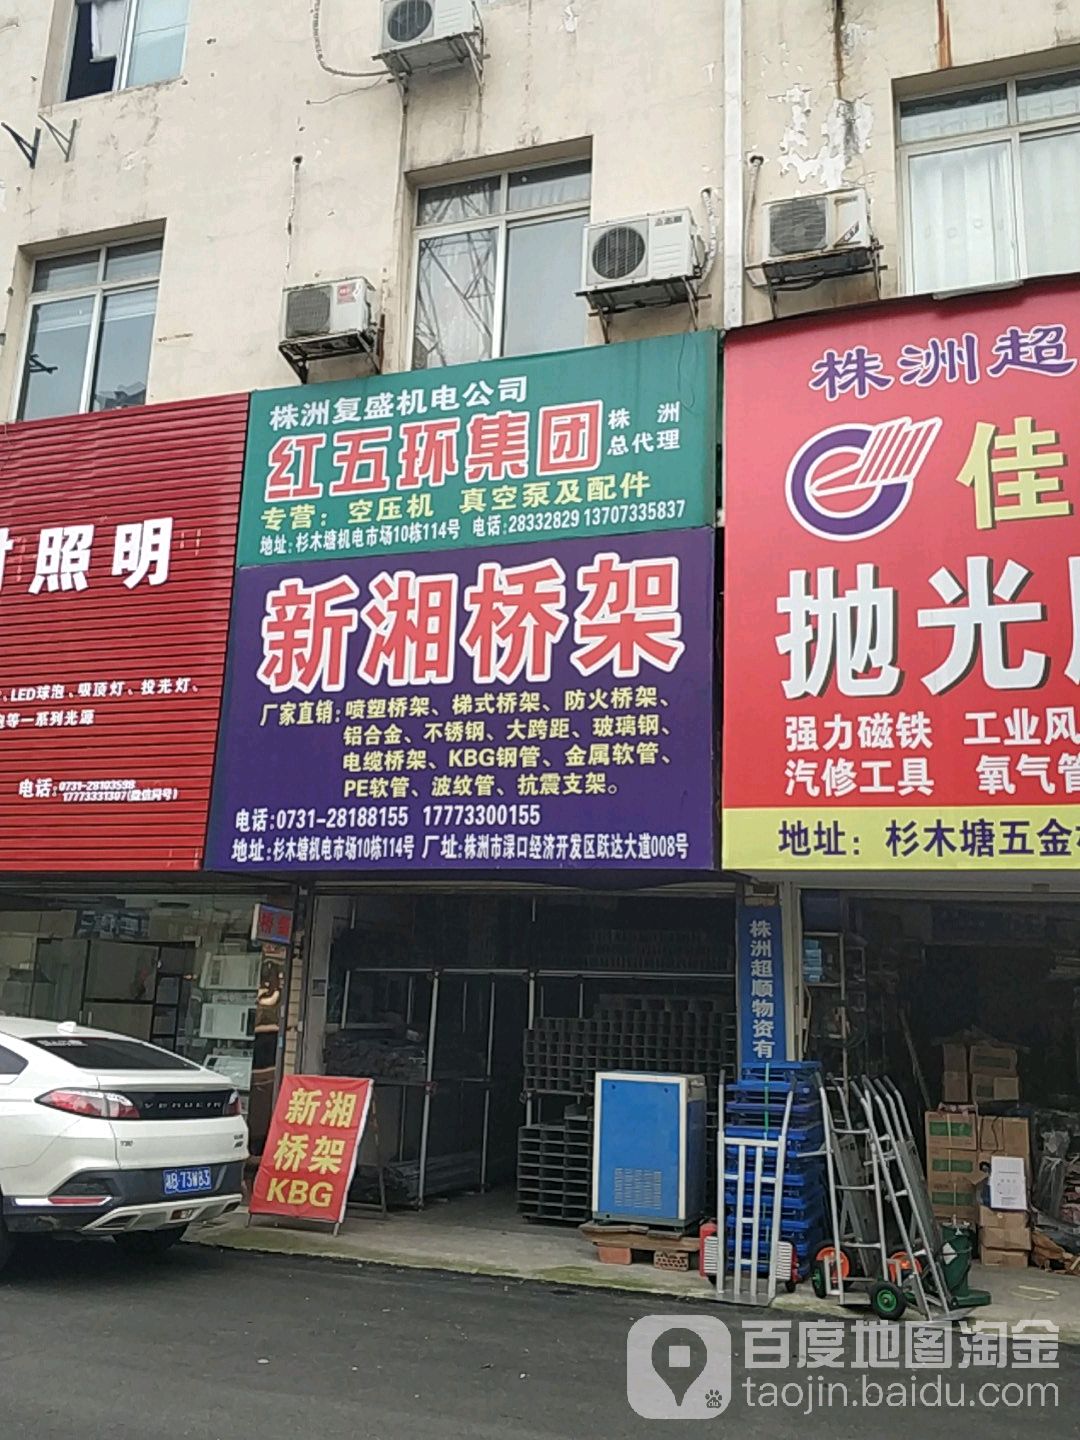 照明
、LED球泡、吸顶灯、投光灯、
等一系列光源
电话:0731-28103598
17773331307(微信同号)
株洲复盛机电公司
红五环集团
株洲
总代理
专营:空压机 真空泵及配件
地址:杉木塘机电市场10栋114号 电话:28332829 13707335837
新湘桥架
厂家直销:喷塑桥架、梯式桥架、防火桥架、
铝合金、不锈钢、大跨距、玻璃钢、
电缆桥架、KBG钢管、金属软管、
PE软管、波纹管、抗震支架。
电话:0731-28188155 17773300155
地址:杉木塘机电市场10栋114号 厂址:株洲市渌口经济开发区跃达大道008号
株洲超
佳
抛光
强力磁铁 工业风
汽修工具 氧气管
地址:杉木塘五金
桥架
株洲超顺物资有
新湘
桥架
KBG
湘B·73WB3
百度地图淘金
taojin.baidu.com